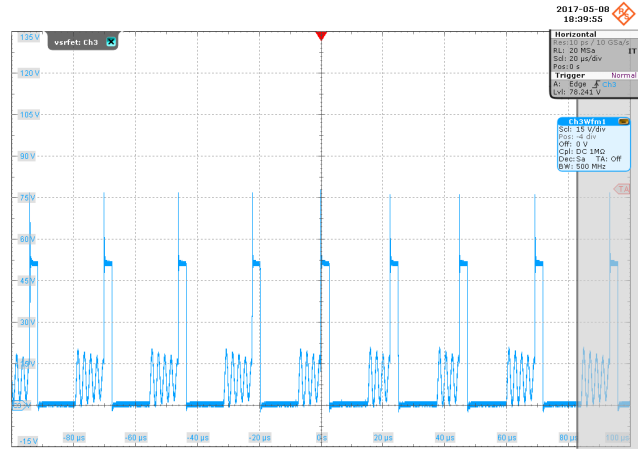 2017-05-08
18:39:55
135 V
vsrfet: Ch3
Horizontal
Res:10 ps / 10 GSa/s
RL: 20 MSa
IT
Scl: 20 µs/div
Pos:0 s
Trigger
Normal
A: Edge Ch3
Lvl: 78.241 V
120 V
105 V
Ch3Wfm1
Scl: 15 V/div
Pos: -4 div
Off: 0 V
Cpl: DC 1MΩ
Dec:Sa TA: Off
BW: 500 MHz
90 V
75 V
TA
60 V
45 V
30 V
15 V
-15 V
-80 µs
-60 µs
-40 µs
-20 µs
0 s
20 µs
40 µs
60 µs
80 µs
100 µs